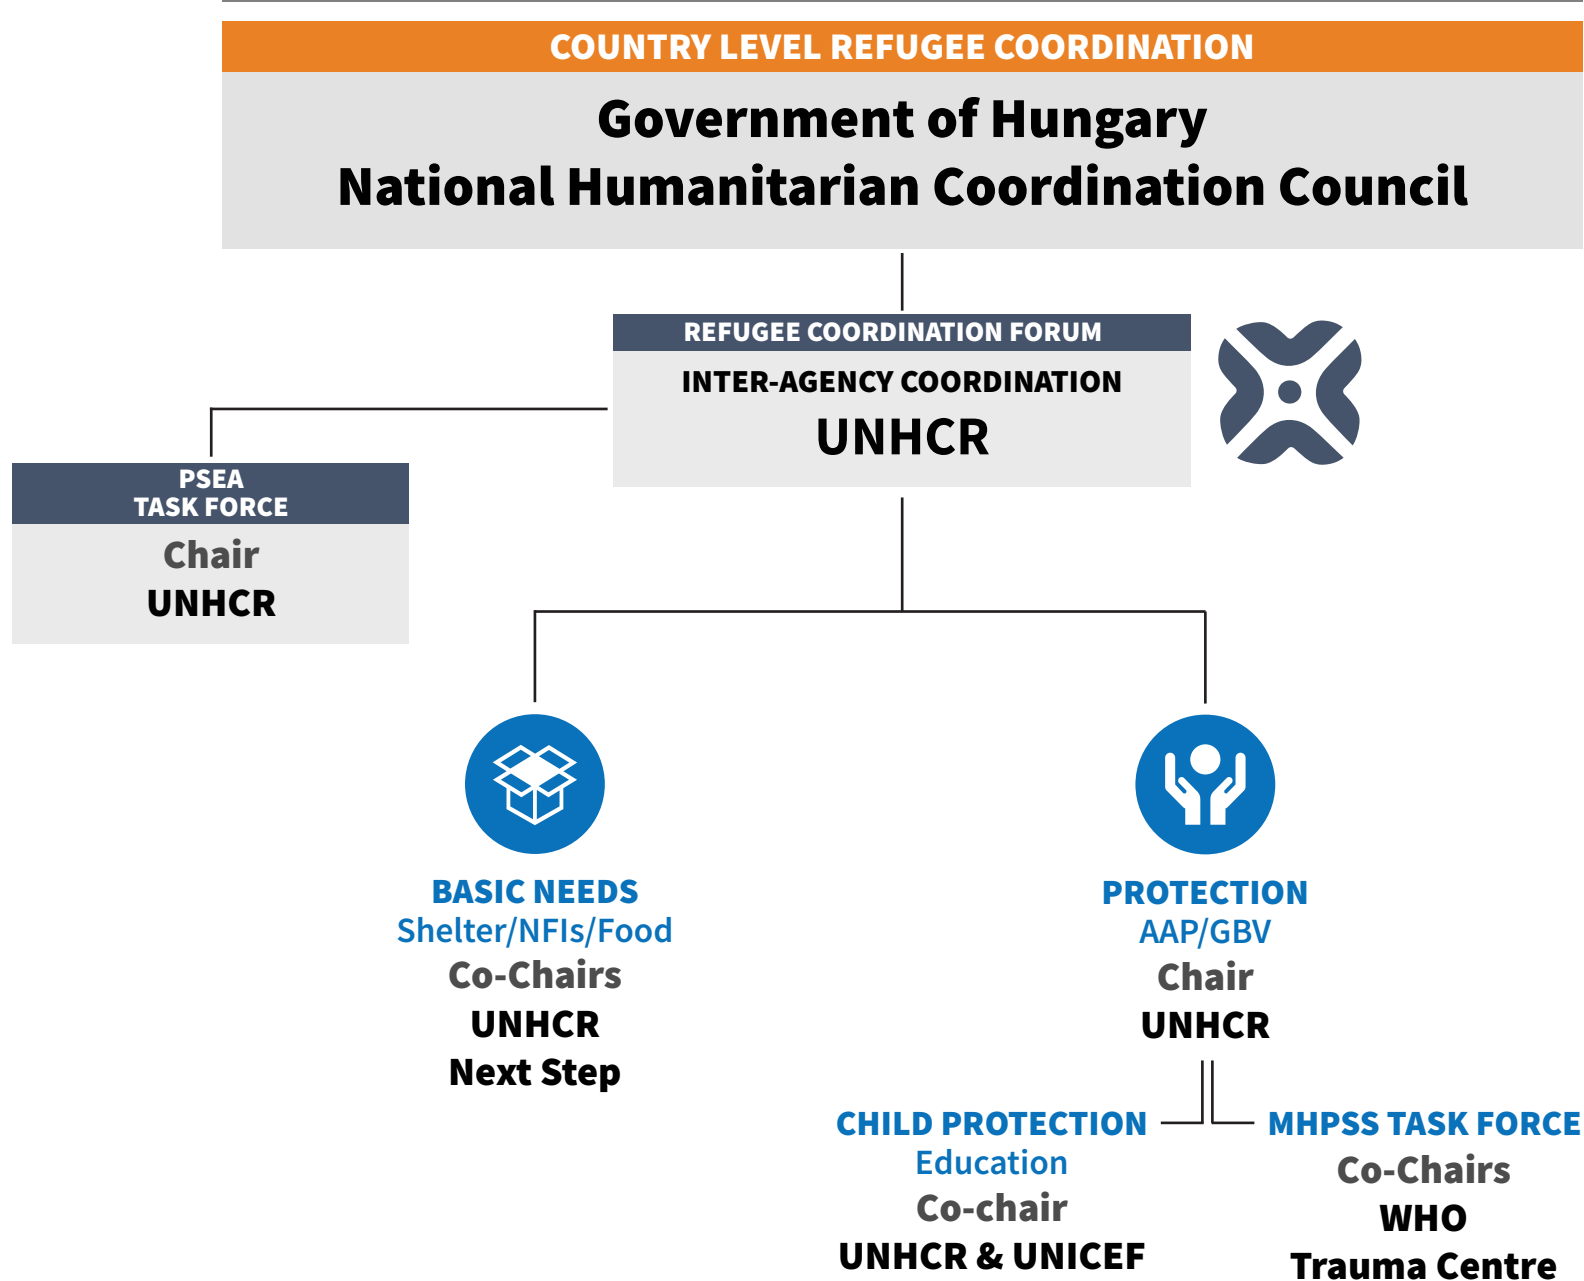 COUNTRY LEVEL REFUGEE COORDINATION
Government of Hungary
National Humanitarian Coordination Council
REFUGEE COORDINATION FORUM
INTER-AGENCY COORDINATION
UNHCR
PSEA
TASK FORCE
Chair
UNHCR
BASIC NEEDS
Shelter/NFIs/Food
Co-Chairs
UNHCR
Next Step
PROTECTION
AAP/GBV
Chair
UNHCR
CHILD PROTECTION
Education
Co-chair
UNHCR & UNICEF
MHPSS TASK FORCE
Co-Chairs
WHO
Trauma Centre